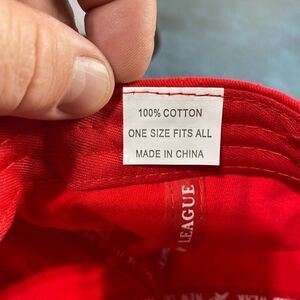 100% COTTON
ONE SIZE FITS ALL
MADE IN CHINA
LEAGUE